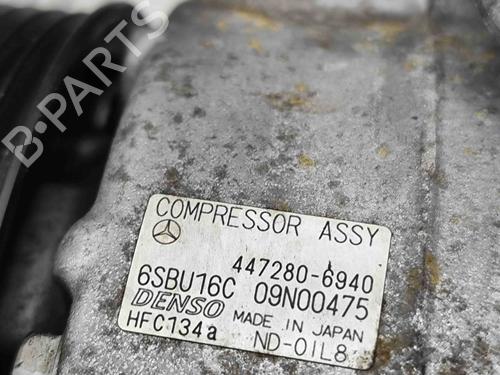 B-PARTS
COMPRESSOR ASSY
447280-6940
6SBU16C 09N00475
DENSO MADE IN JAPAN
HFC134a ND-OIL8